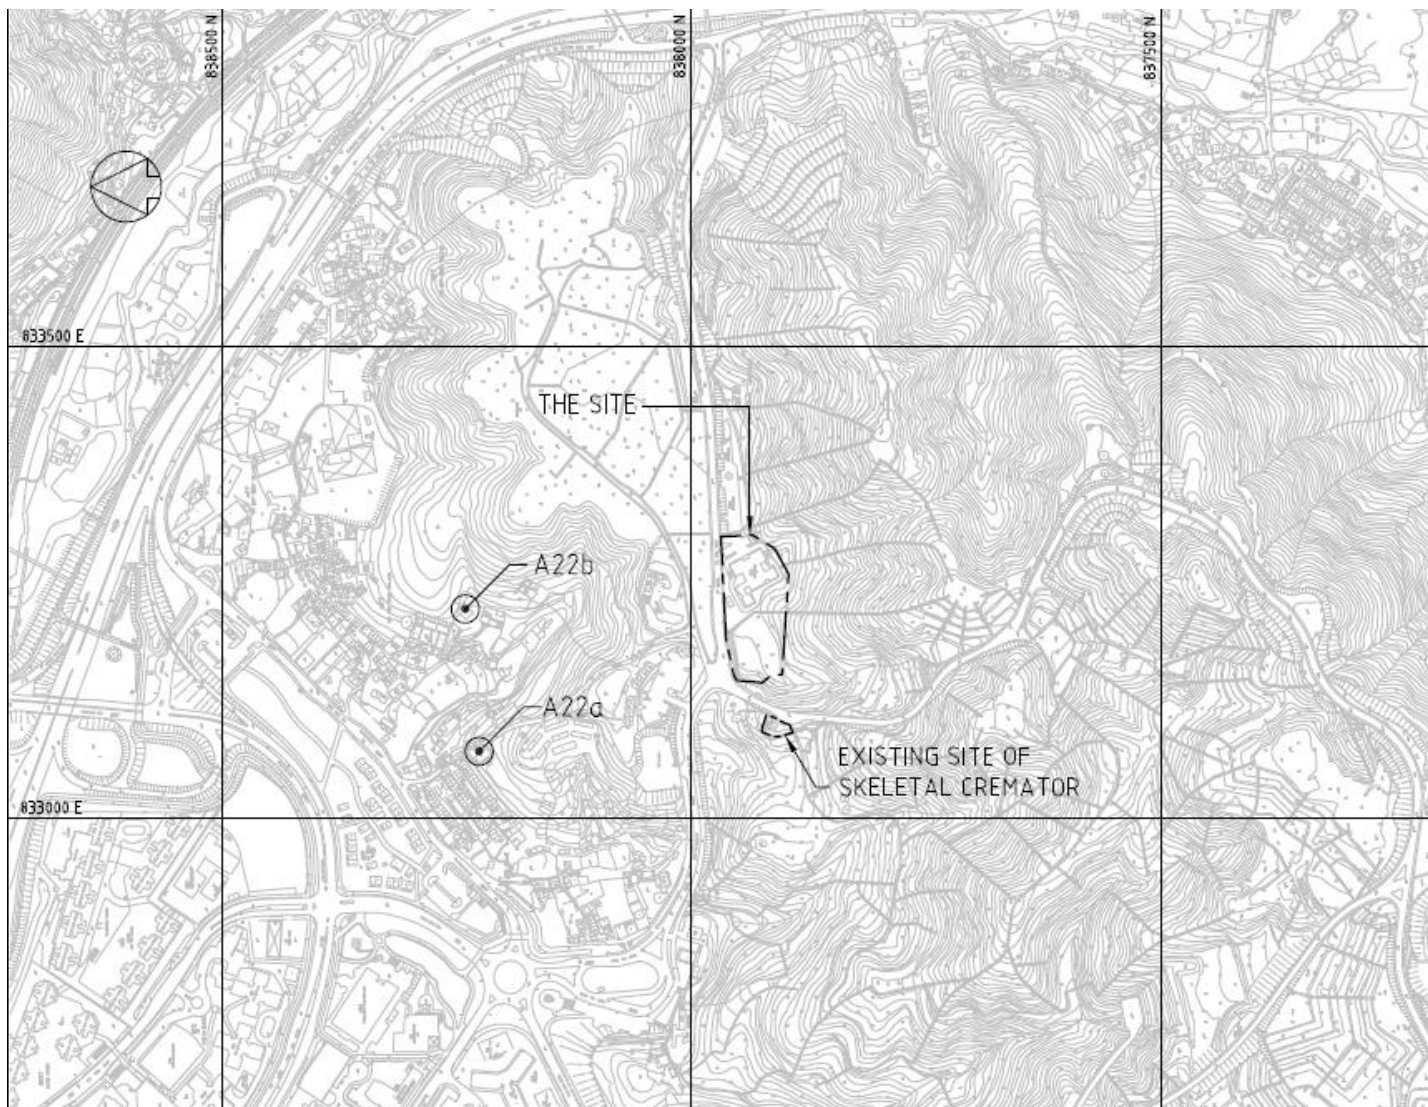 838500 N
838000 N
837500 N
833500 E
THE SITE
A22b
A22a
EXISTING SITE OF
SKELETAL CREMATOR
833000 E